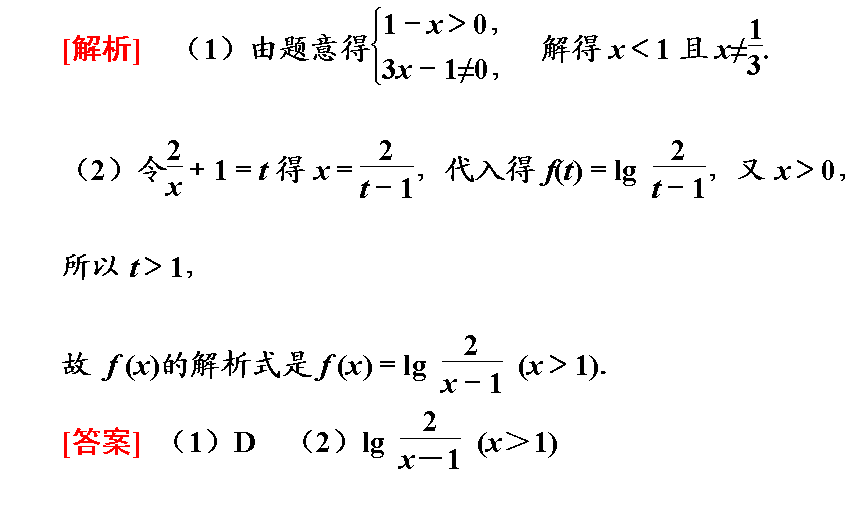 [解析] （1）由题意得{1－x＞0， 3x－1≠0， 解得 x＜1 且 x≠1/3.
（2）令2/x＋1＝t 得 x＝2/(t－1)，代入得 f(t)＝lg 2/(t－1)，又 x＞0，
所以 t＞1，
故 f (x)的解析式是 f (x)＝lg 2/(x－1) (x＞1).
[答案] （1）D （2）lg 2/(x－1) (x＞1)